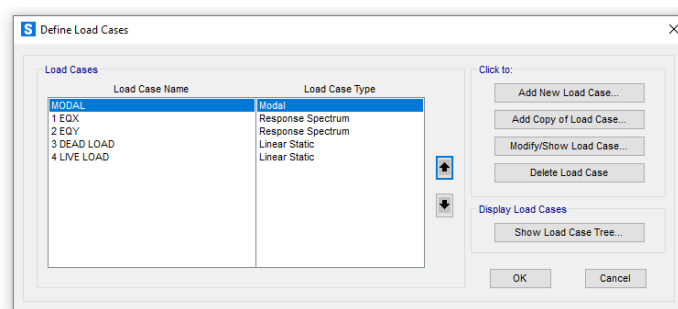 S Define Load Cases
Load Cases
Load Case Name Load Case Type
MODAL Modal
1 EQX Response Spectrum
2 EQY Response Spectrum
3 DEAD LOAD Linear Static
4 LIVE LOAD Linear Static
Click to:
Add New Load Case...
Add Copy of Load Case...
Modify/Show Load Case...
Delete Load Case
Display Load Cases
Show Load Case Tree...
OK Cancel